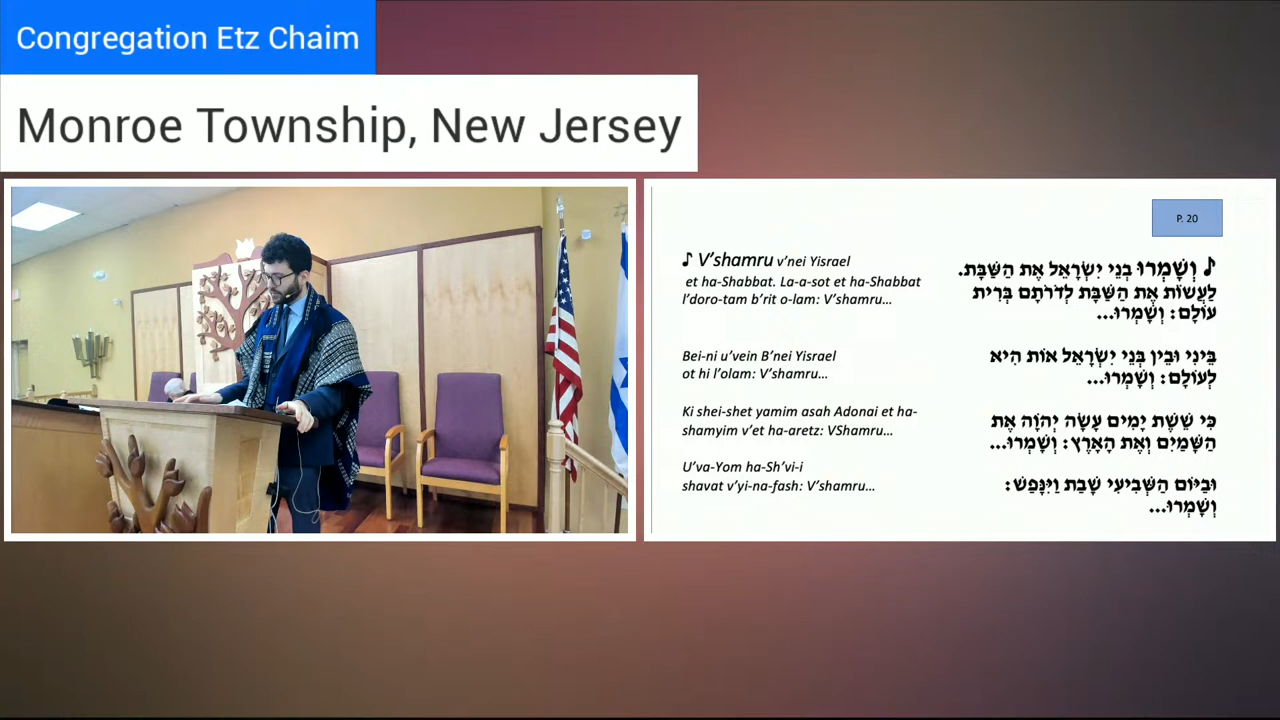 Congregation Etz Chaim
Monroe Township, New Jersey
P. 20
♪ V'shamru v'nei Yisrael
et ha-Shabbat. La-a-sot et ha-Shabbat
l'doro-tam b'rit o-lam: V'shamru...
Bei-ni u'vein B'nei Yisrael
ot hi l'olam: V'shamru...
Ki shei-shet yamim asah Adonai et ha-
shamyim v'et ha-aretz: VShamru...
U'va-Yom ha-Sh'vi-i
shavat v'yi-na-fash: V'shamru...
♪ וְשָׁמְרוּ בְנֵי יִשְׂרָאֵל אֶת הַשַּׁבָּת.
לַעֲשׂוֹת אֶת הַשַּׁבָּת לְדֹרֹתָם בְּרִית
עוֹלָם: וְשָׁמְרוּ...
בֵּינִי וּבֵין בְּנֵי יִשְׂרָאֵל אוֹת הִיא
לְעוֹלָם: וְשָׁמְרוּ...
כִּי שֵׁשֶׁת יָמִים עָשָׂה יְהוָֹה אֶת
הַשָּׁמַיִם וְאֶת הָאָרֶץ: וְשָׁמְרוּ...
וּבַיּוֹם הַשְּׁבִיעִי שָׁבַת וַיִּנָּפַשׁ:
וְשָׁמְרוּ...